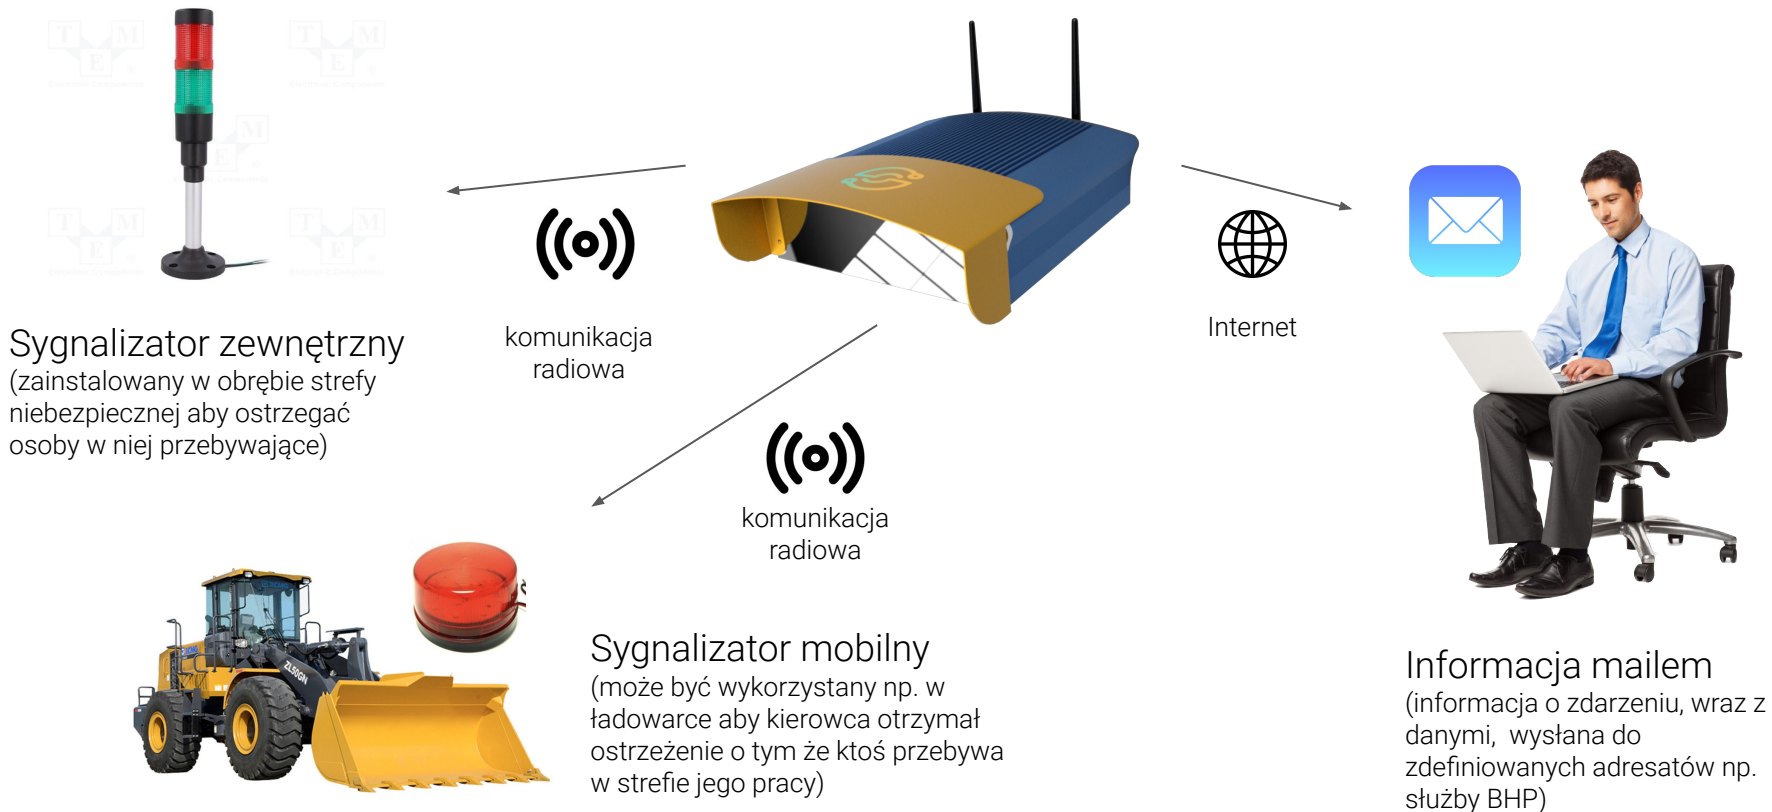 T M
E
T M
E
M
E
T M
E
T M
E
Sygnalizator zewnętrzny
(zainstalowany w obrębie strefy
niebezpiecznej aby ostrzegać
osoby w niej przebywające)
komunikacja
radiowa
Internet
komunikacja
radiowa
ZL50GN
Sygnalizator mobilny
(może być wykorzystany np. w
ładowarce aby kierowca otrzymał
ostrzeżenie o tym że ktoś przebywa
w strefie jego pracy)
Informacja mailem
(informacja o zdarzeniu, wraz z
danymi, wysłana do
zdefiniowanych adresatów np.
służby BHP)